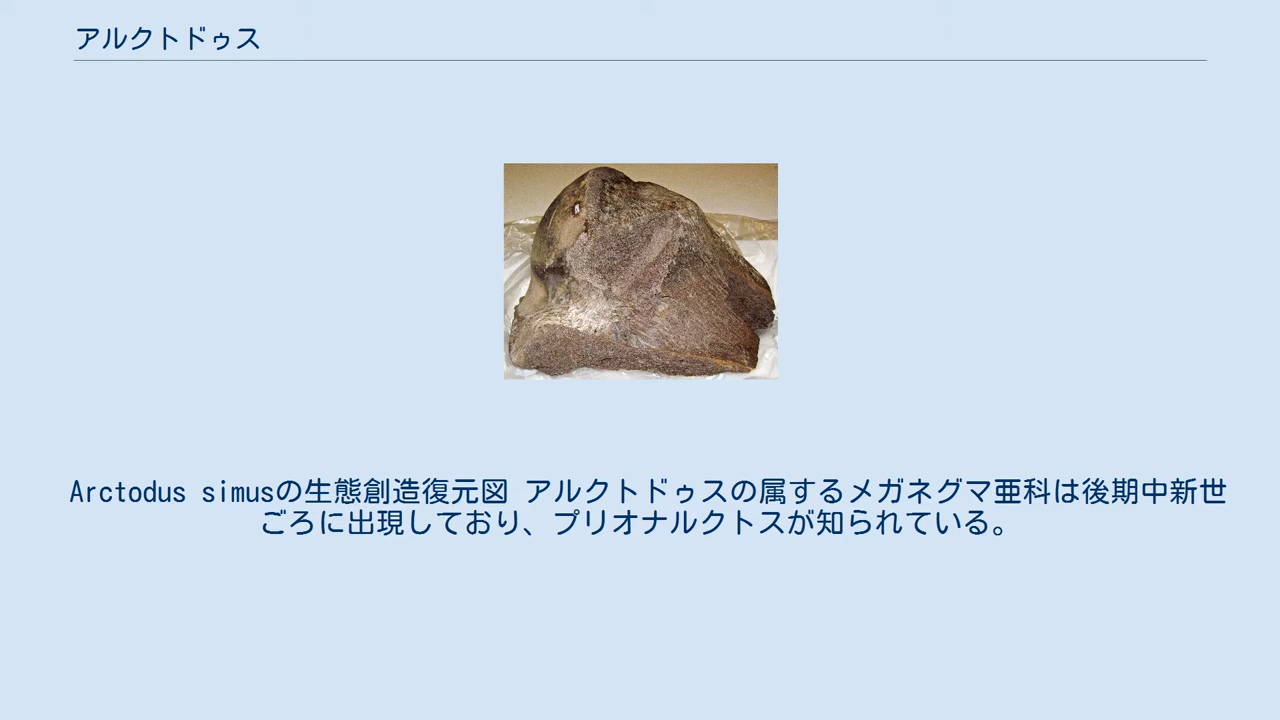 アルクトドゥス
Arctodus simusの生態創造復元図 アルクトドゥスの属するメガネグマ亜科は後期中新世
ごろに出現しており、プリオナルクトスが知られている。